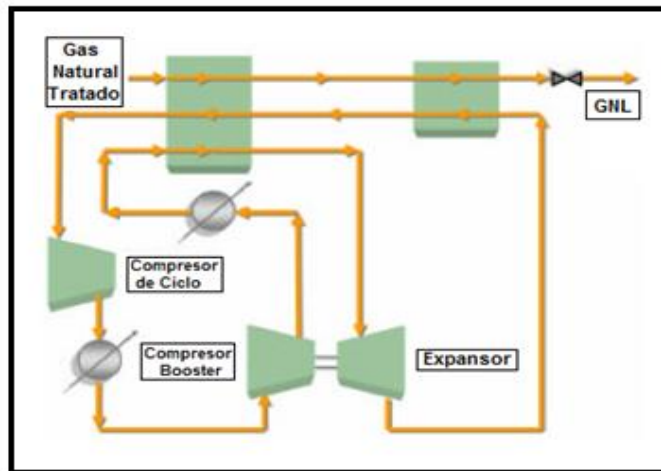 Gas
Natural
Tratado
GNL
Compresor
de Ciclo
Compresor
Booster
Expansor